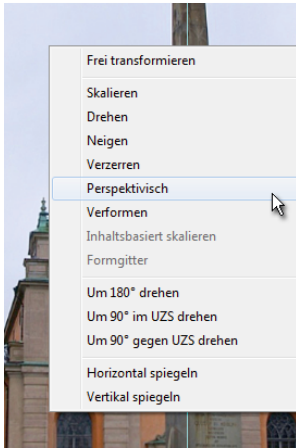 Frei transformieren
Skalieren
Drehen
Neigen
Verzerren
Perspektivisch
Verformen
Inhaltsbasiert skalieren
Formgitter
Um 180° drehen
Um 90° im UZS drehen
Um 90° gegen UZS drehen
Horizontal spiegeln
Vertikal spiegeln